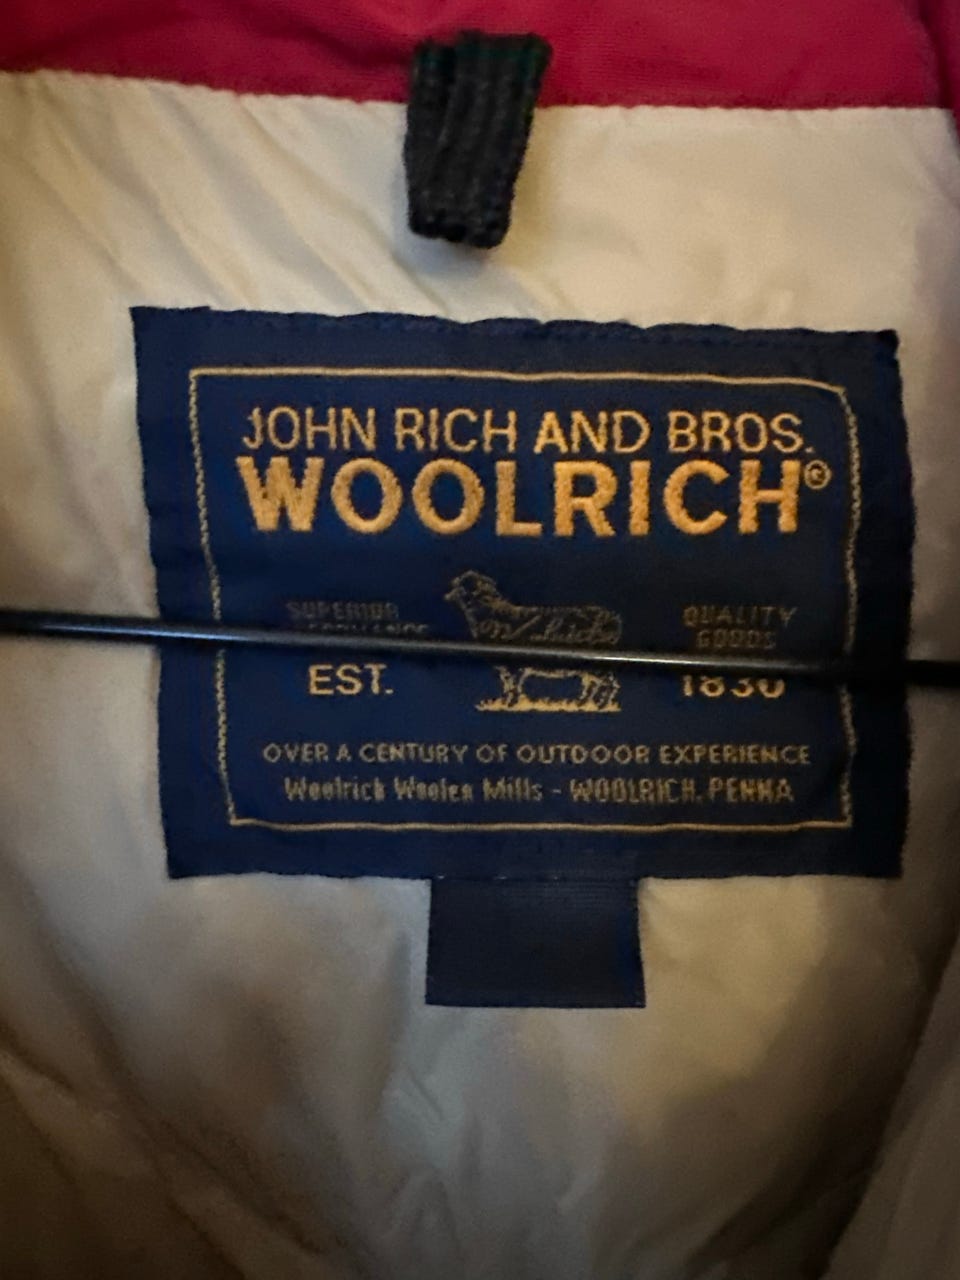 JOHN RICH AND BROS.
WOOLRICH®
SUPERIOR
QUALITY
GOODS
EST.
1830
OVER A CENTURY OF OUTDOOR EXPERIENCE
Woolrich Woolen Mills - WOOLRICH. PENNA